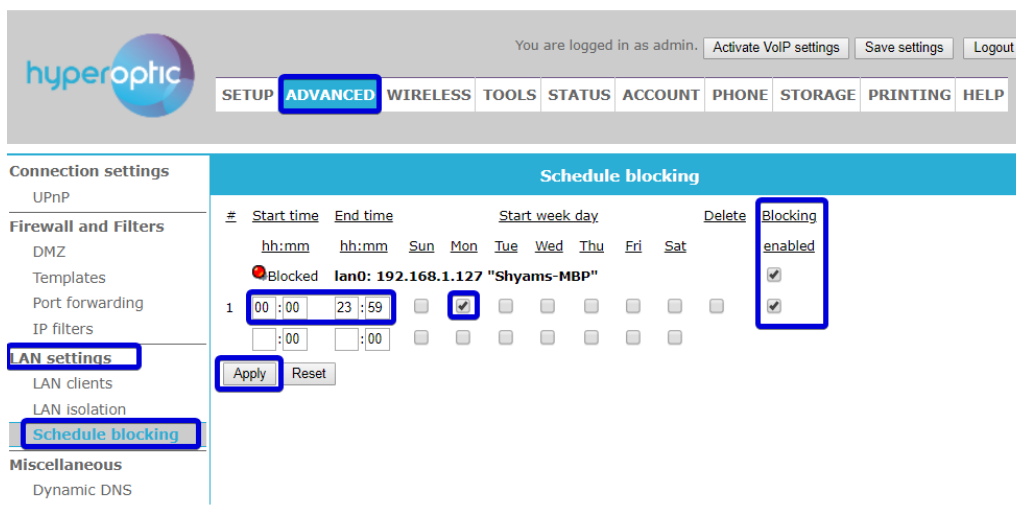 hyperoptic
You are logged in as admin. Activate VoIP settings Save settings Logout
SETUP ADVANCED WIRELESS TOOLS STATUS ACCOUNT PHONE STORAGE PRINTING HELP
Connection settings
UPnP
Firewall and Filters
DMZ
Templates
Port forwarding
IP filters
LAN settings
LAN clients
LAN isolation
Schedule blocking
Miscellaneous
Dynamic DNS
Schedule blocking
# Start time End time Start week day Delete Blocking
hh:mm hh:mm Sun Mon Tue Wed Thu Fri Sat enabled
Blocked lan0: 192.168.1.127 "Shyams-MBP"
1 00 : 00 23 : 59
: 00 : 00
Apply Reset